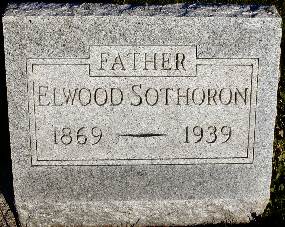 FATHER
ELWOOD SOTHORON
1869 — 1939